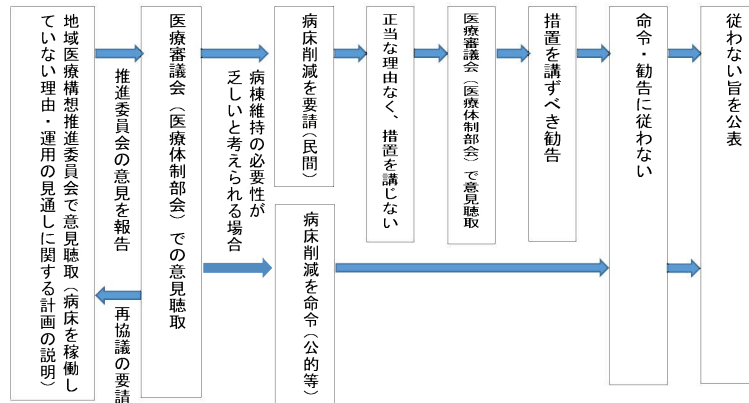 地域医療構想推進委員会で意見聴取（病床を稼働し
ていない理由・運用の見通しに関する計画の説明）
推進委員会の意見を報告
再協議の要請
医療審議会（医療体制部会）での意見聴取
病棟維持の必要性が
乏しいと考えられる場合
病床削減を要請（民間）
病床削減を命令（公的等）
正当な理由なく、措置を講じない
医療審議会（医療体制部会）で意見聴取
措置を講ずべき勧告
命令・勧告に従わない
従わない旨を公表